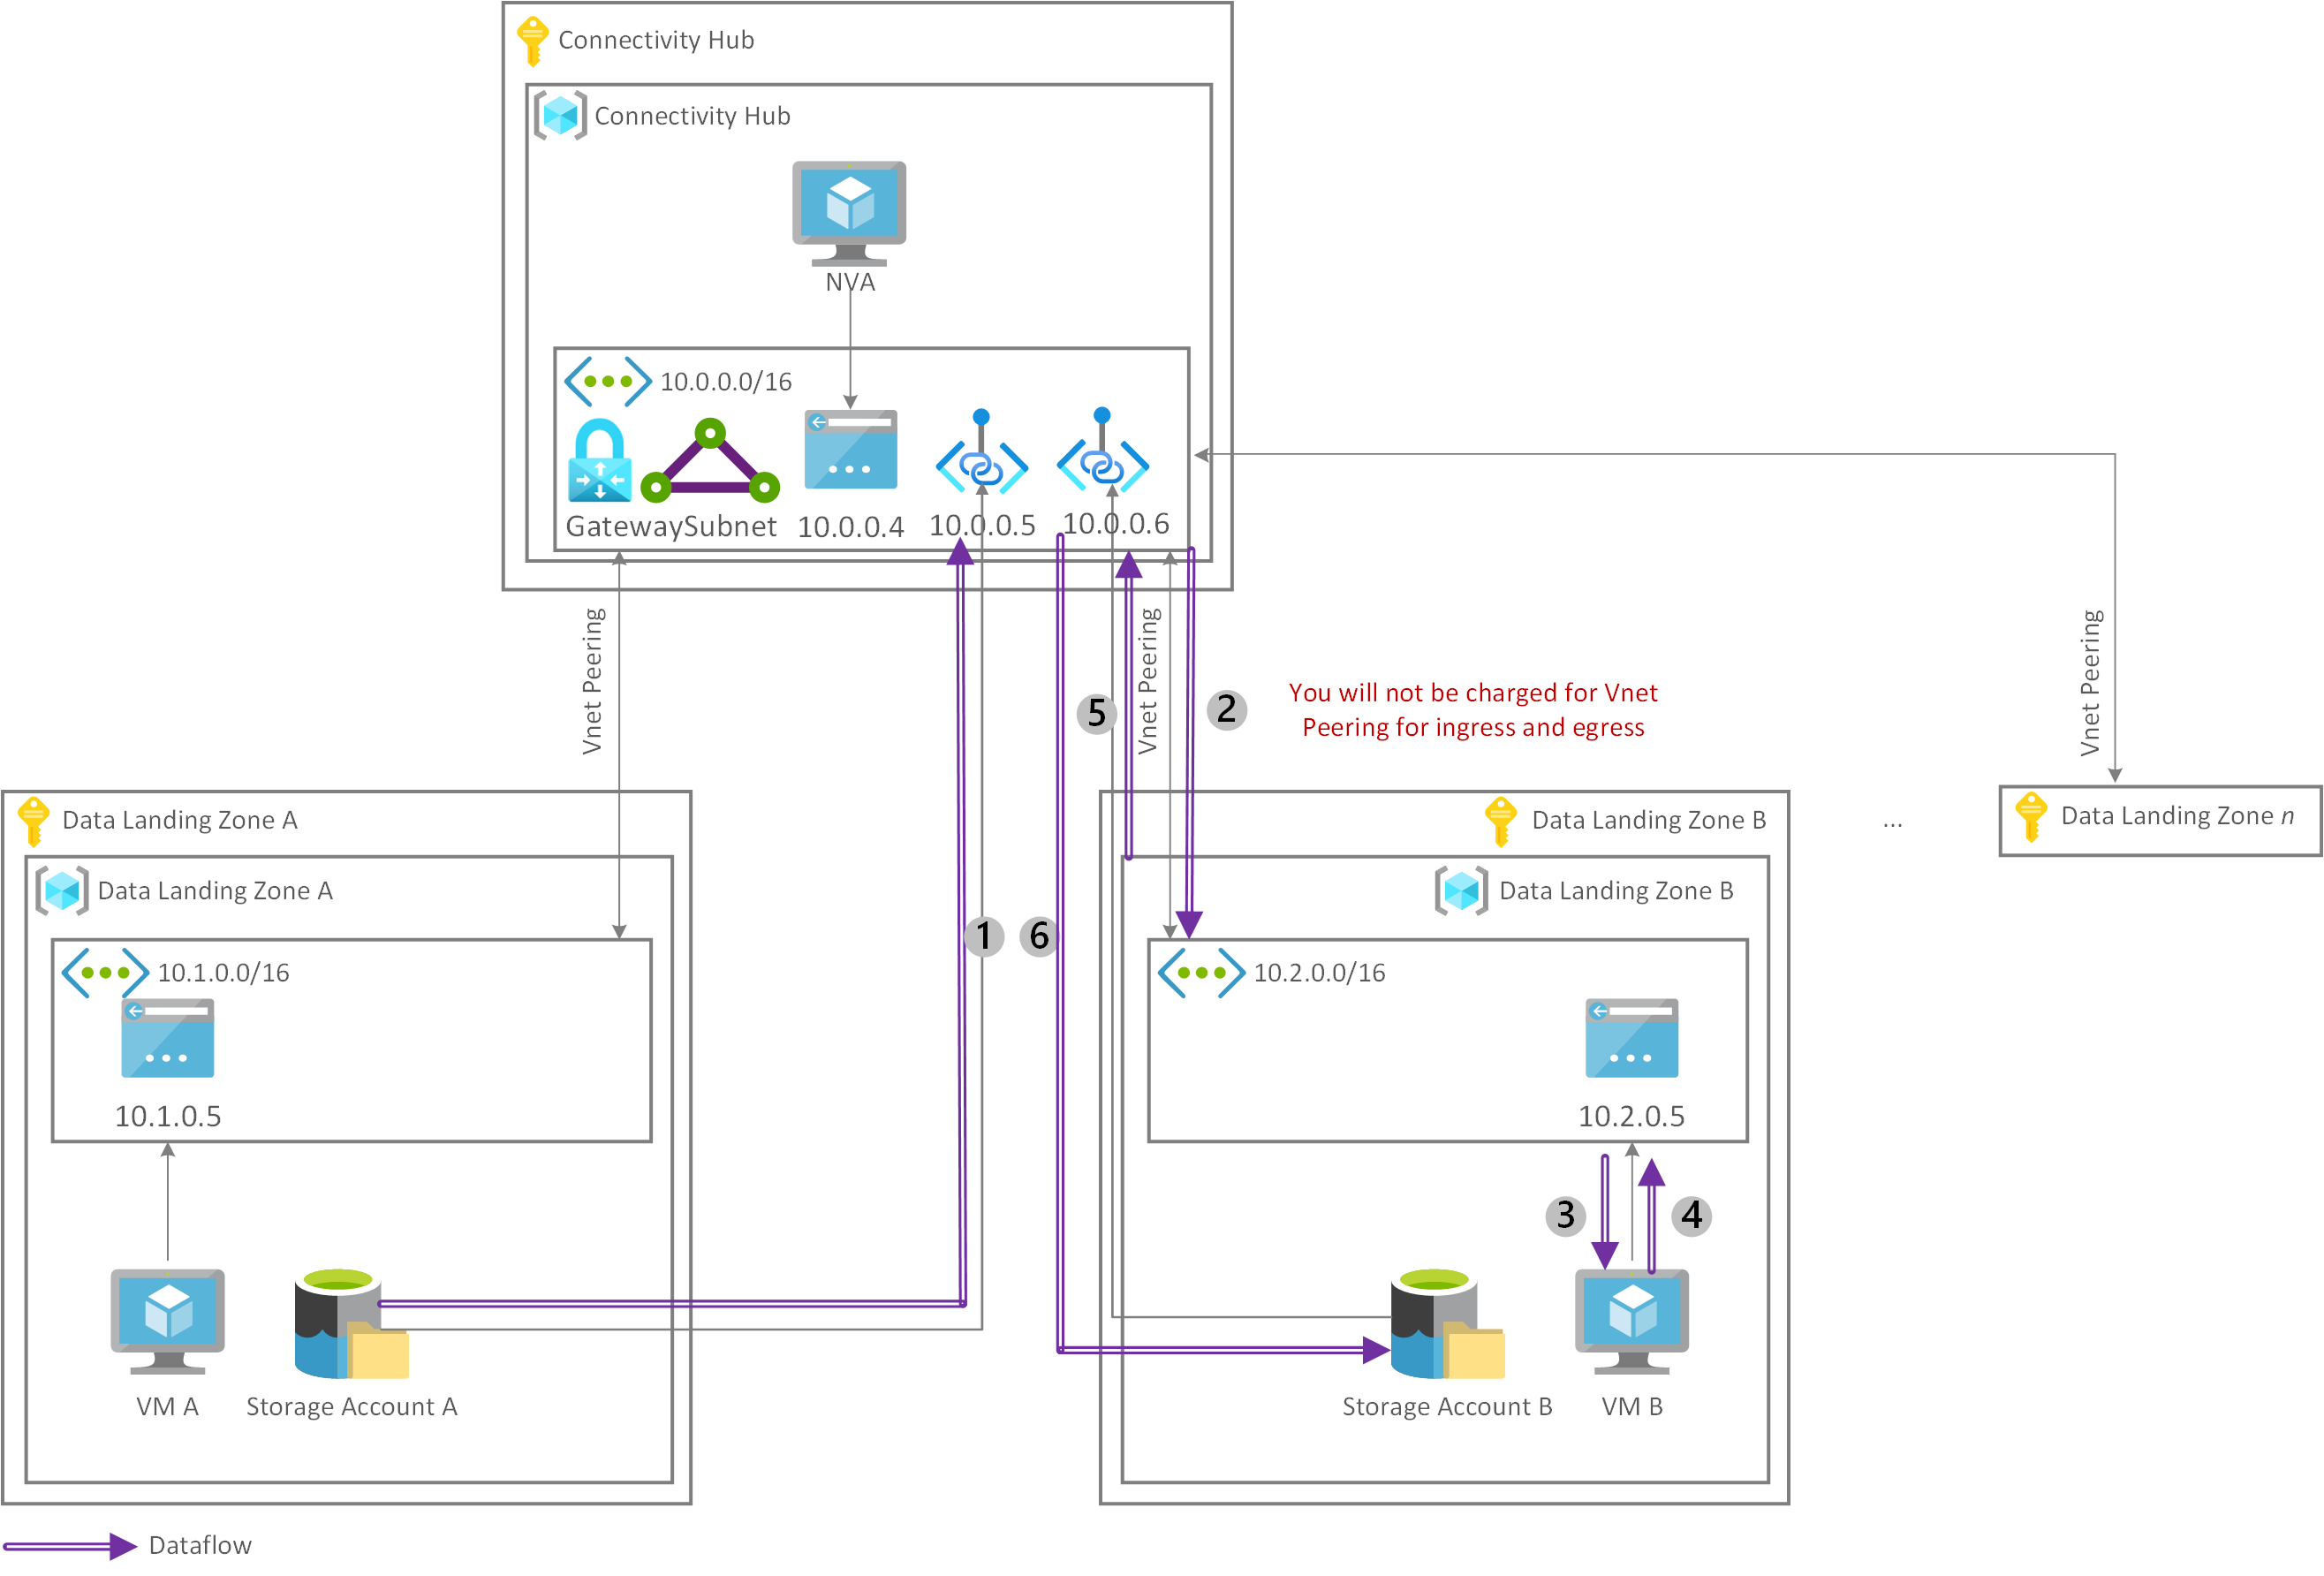 Connectivity Hub
Connectivity Hub
NVA
10.0.0.0/16
GatewaySubnet
10.0.0.4
10.0.0.5
10.0.0.6
Vnet Peering
Vnet Peering
Vnet Peering
5
2
You will not be charged for Vnet
Peering for ingress and egress
Data Landing Zone A
Data Landing Zone B
...
Data Landing Zone n
Data Landing Zone A
Data Landing Zone B
1
6
10.1.0.0/16
10.2.0.0/16
10.1.0.5
10.2.0.5
3
4
VM A
Storage Account A
Storage Account B
VM B
Dataflow